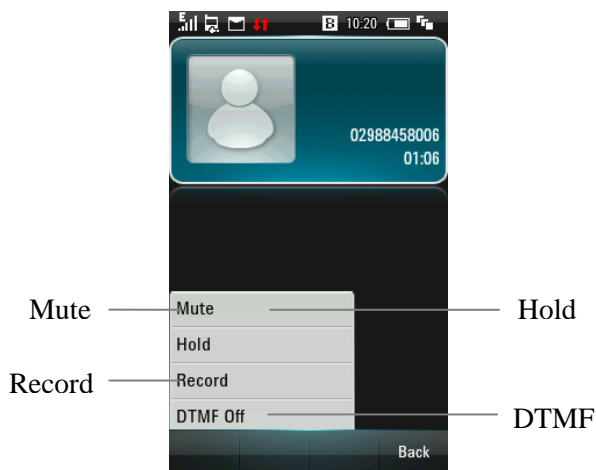 E
B 10:20
02988458006
01:06
Mute Mute Hold
Hold
Record Record
DTMF Off DTMF
Back